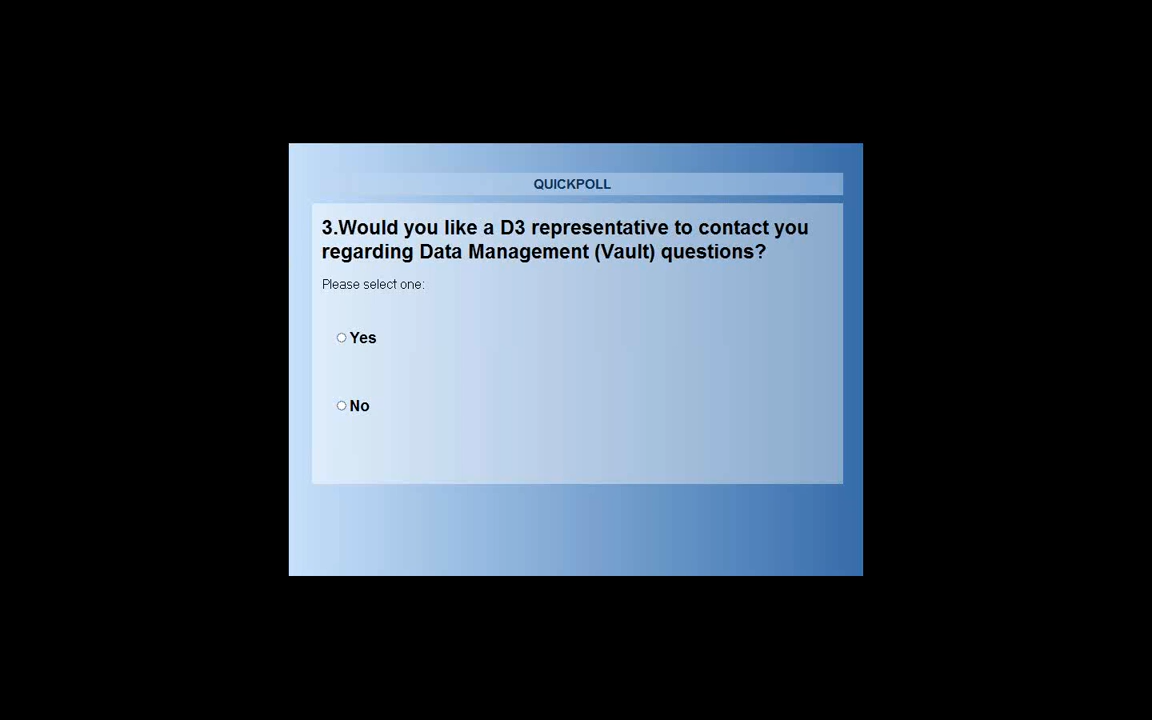 QUICKPOLL
3.Would you like a D3 representative to contact you
regarding Data Management (Vault) questions?
Please select one:
Yes
No